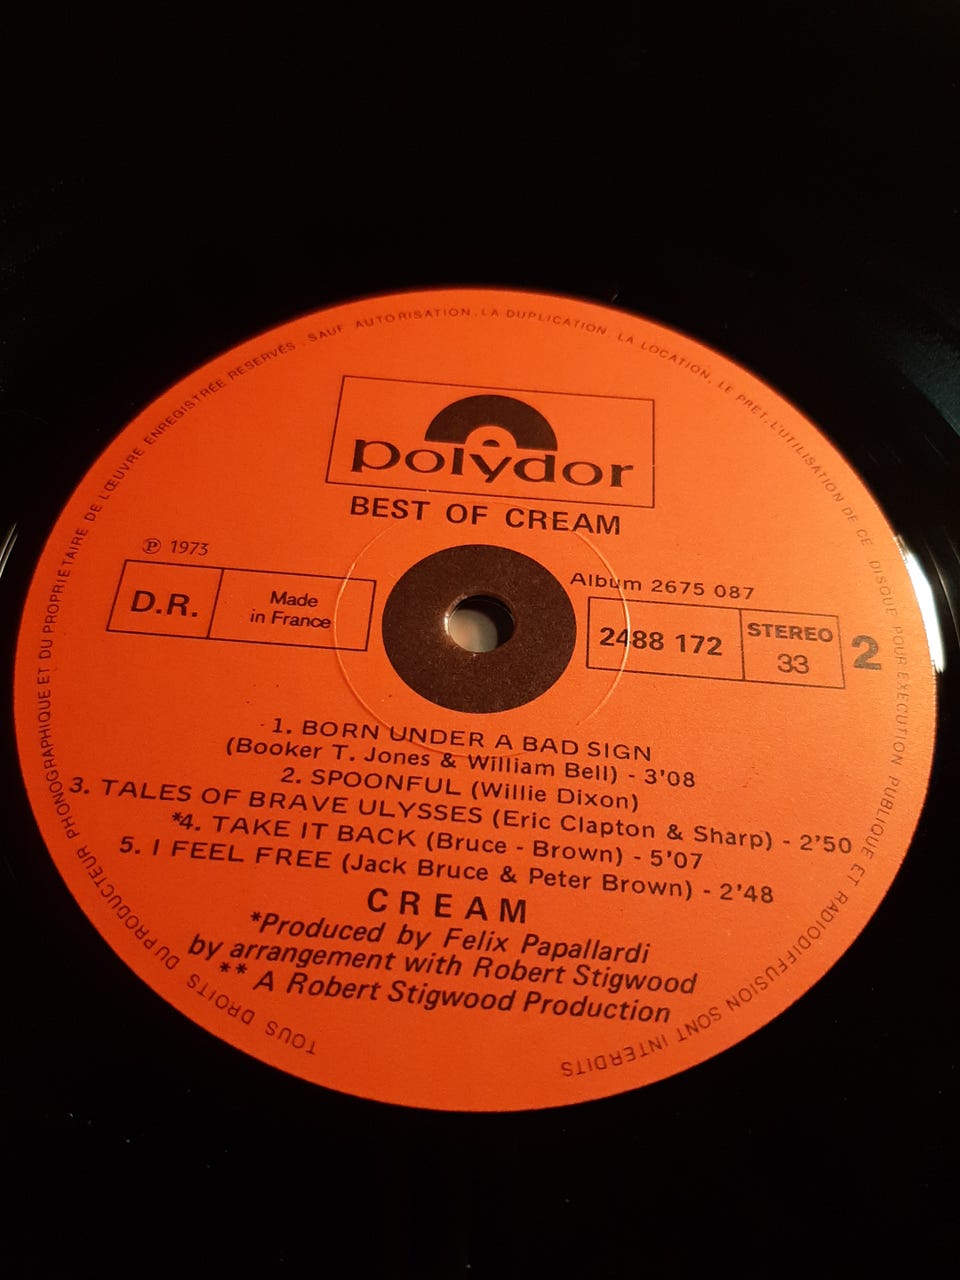 TOUS DROITS DU PRODUCTEUR PHONOGRAPHIQUE ET DU PROPRIÉTAIRE DE L'ŒUVRE ENREGISTRÉE RESERVÉS . SAUF AUTORISATION . LA DUPLICATION . LA LOCATION . LE PRÊT . L'UTILISATION DE CE DISQUE POUR EXÉCUTION PUBLIQUE ET RADIODIFFUSION SONT INTERDITS
polydor
BEST OF CREAM
℗ 1973
D.R.
Made
in France
Album 2675 087
2488 172
STEREO
33
2
1. BORN UNDER A BAD SIGN
(Booker T. Jones & William Bell) - 3'08
2. SPOONFUL (Willie Dixon)
3. TALES OF BRAVE ULYSSES (Eric Clapton & Sharp) - 2'50
*4. TAKE IT BACK (Bruce - Brown) - 5'07
5. I FEEL FREE (Jack Bruce & Peter Brown) - 2'48
CREAM
*Produced by Felix Papallardi
by arrangement with Robert Stigwood
** A Robert Stigwood Production